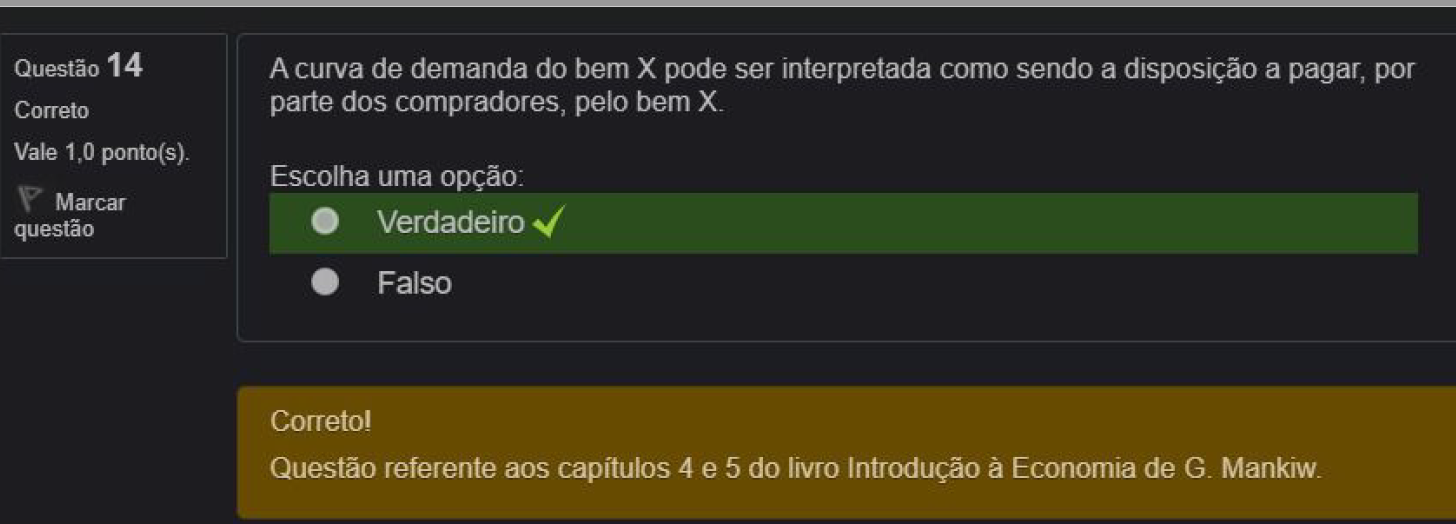 Questão 14
Correto
Vale 1,0 ponto(s).
Marcar
questão
A curva de demanda do bem X pode ser interpretada como sendo a disposição a pagar, por
parte dos compradores, pelo bem X.
Escolha uma opção:
Verdadeiro
Falso
Correto!
Questão referente aos capítulos 4 e 5 do livro Introdução à Economia de G. Mankiw.